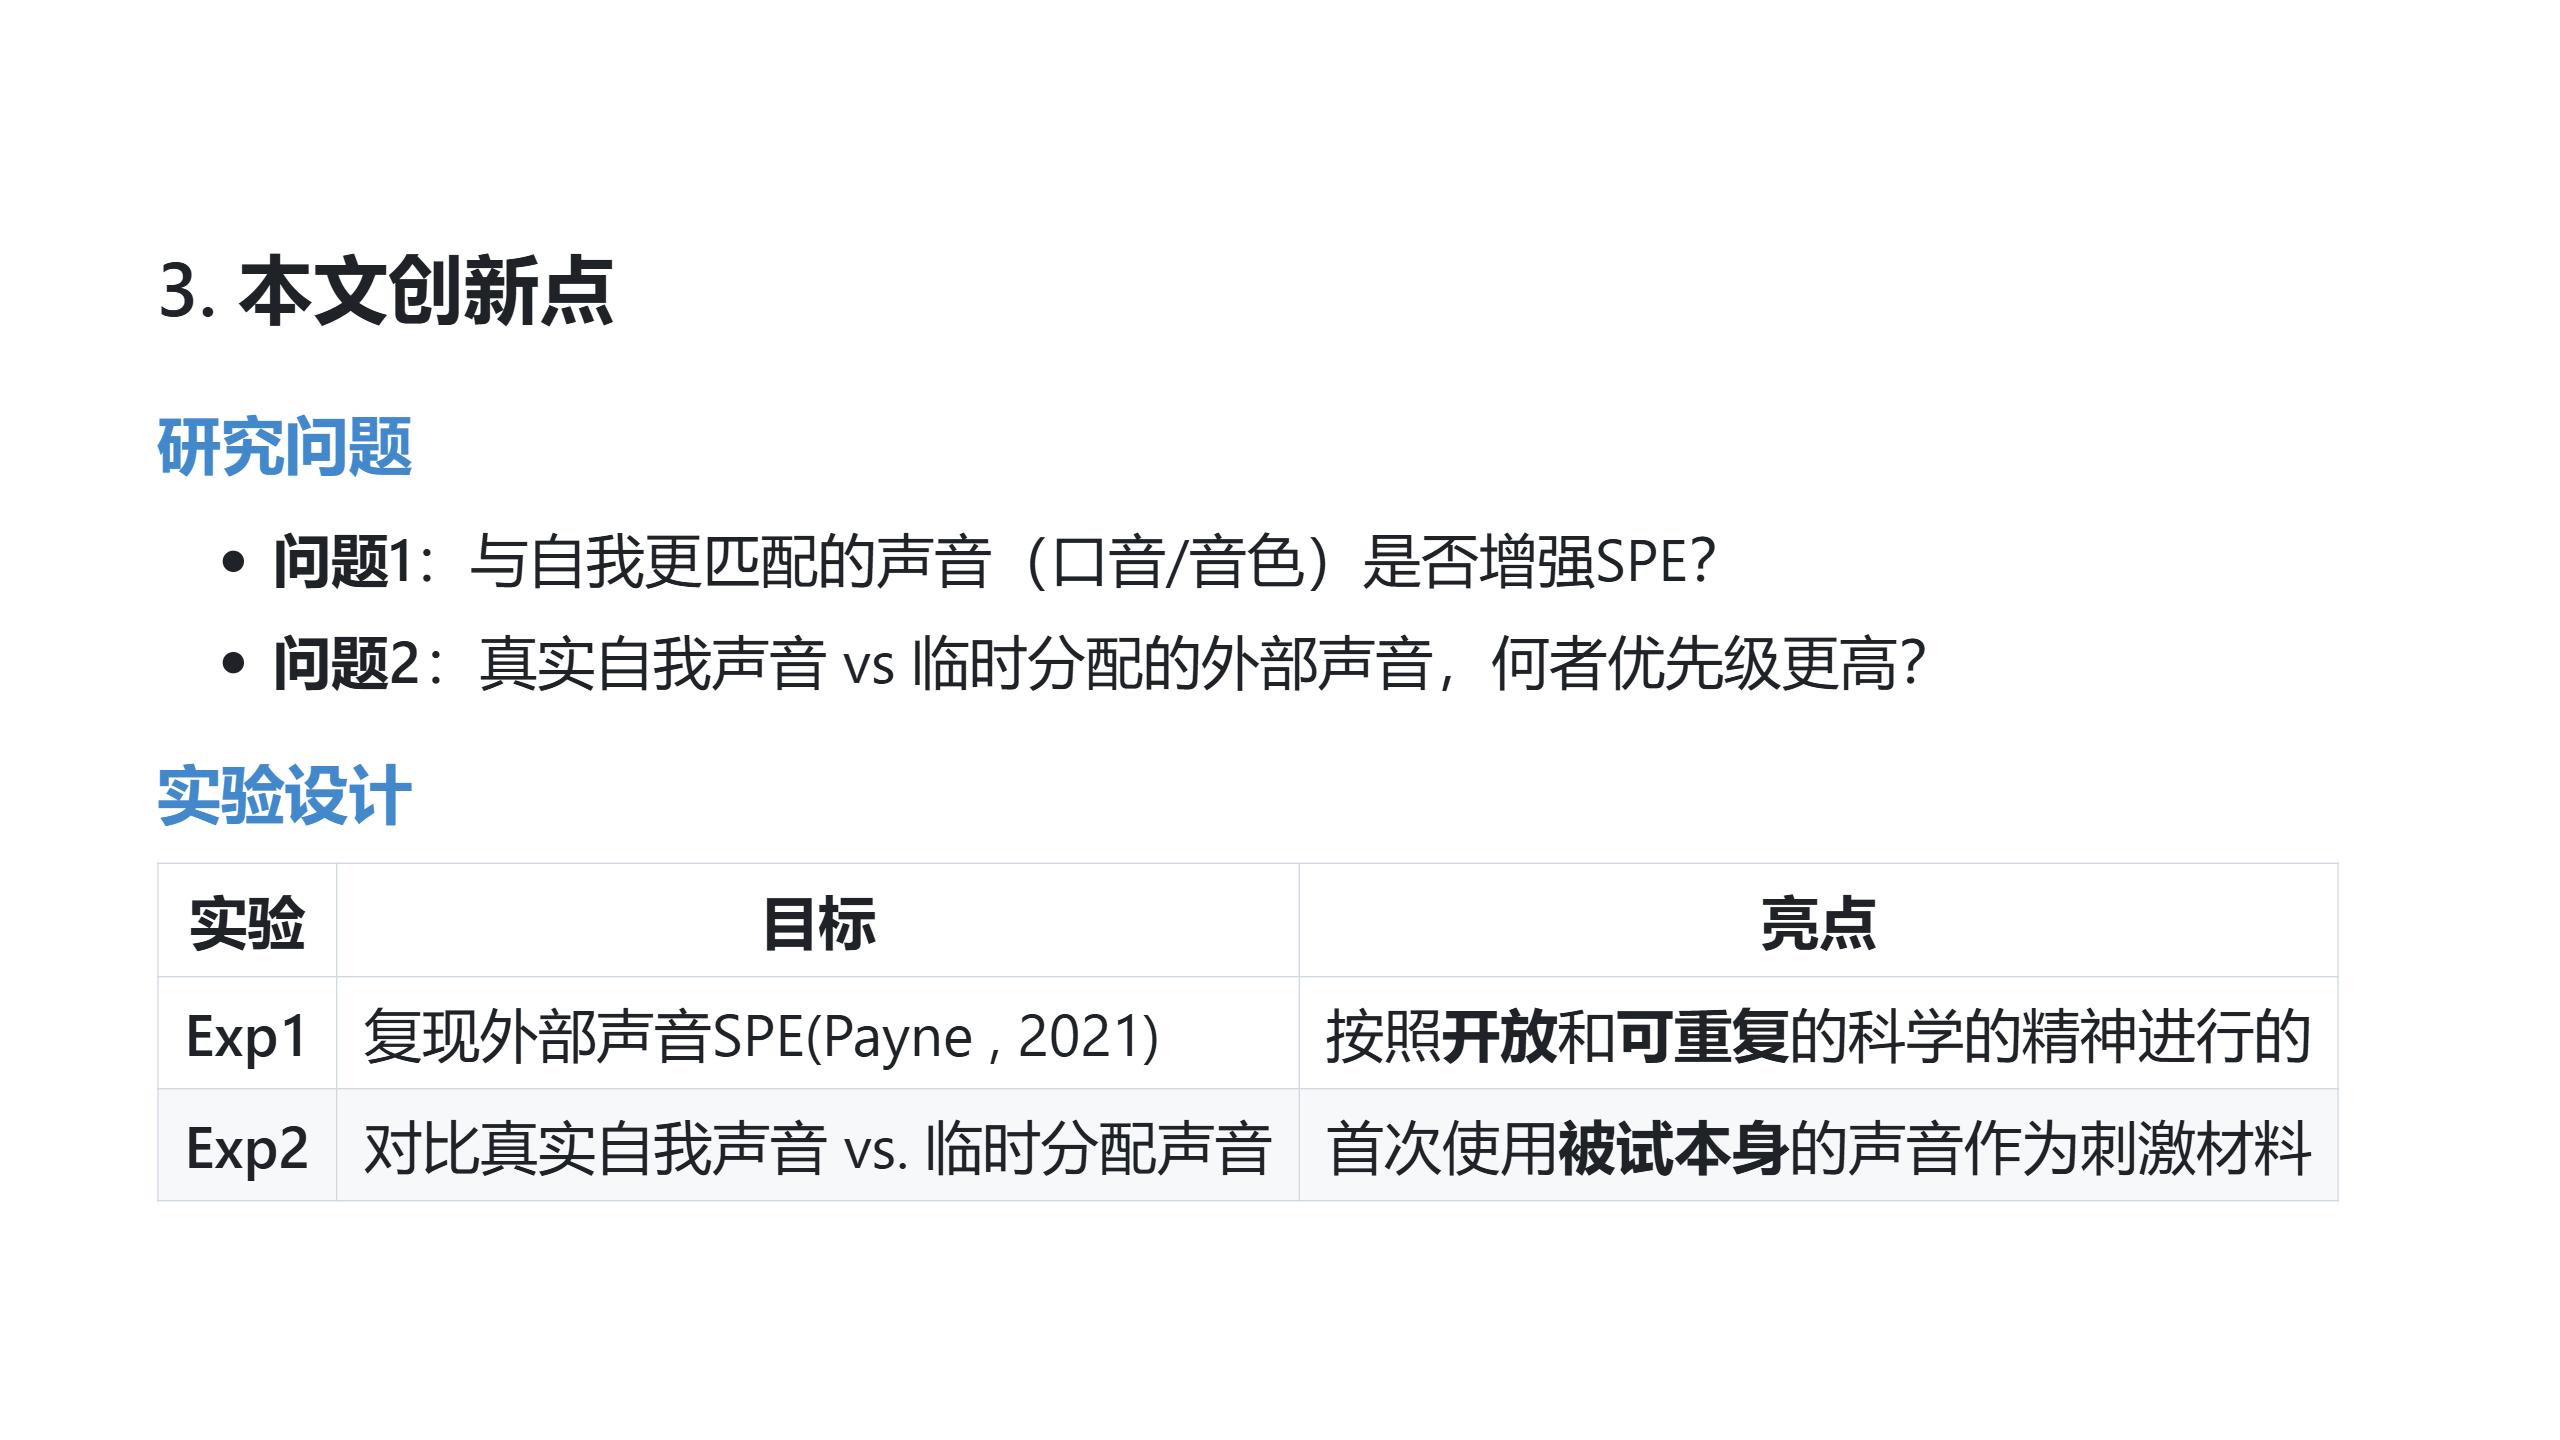 3. 本文创新点
研究问题
• 问题1：与自我更匹配的声音（口音/音色）是否增强SPE？
• 问题2：真实自我声音 vs 临时分配的外部声音，何者优先级更高？
实验设计
实验 目标 亮点
Exp1 复现外部声音SPE(Payne , 2021) 按照开放和可重复的科学的精神进行的
Exp2 对比真实自我声音 vs. 临时分配声音 首次使用被试本身的声音作为刺激材料